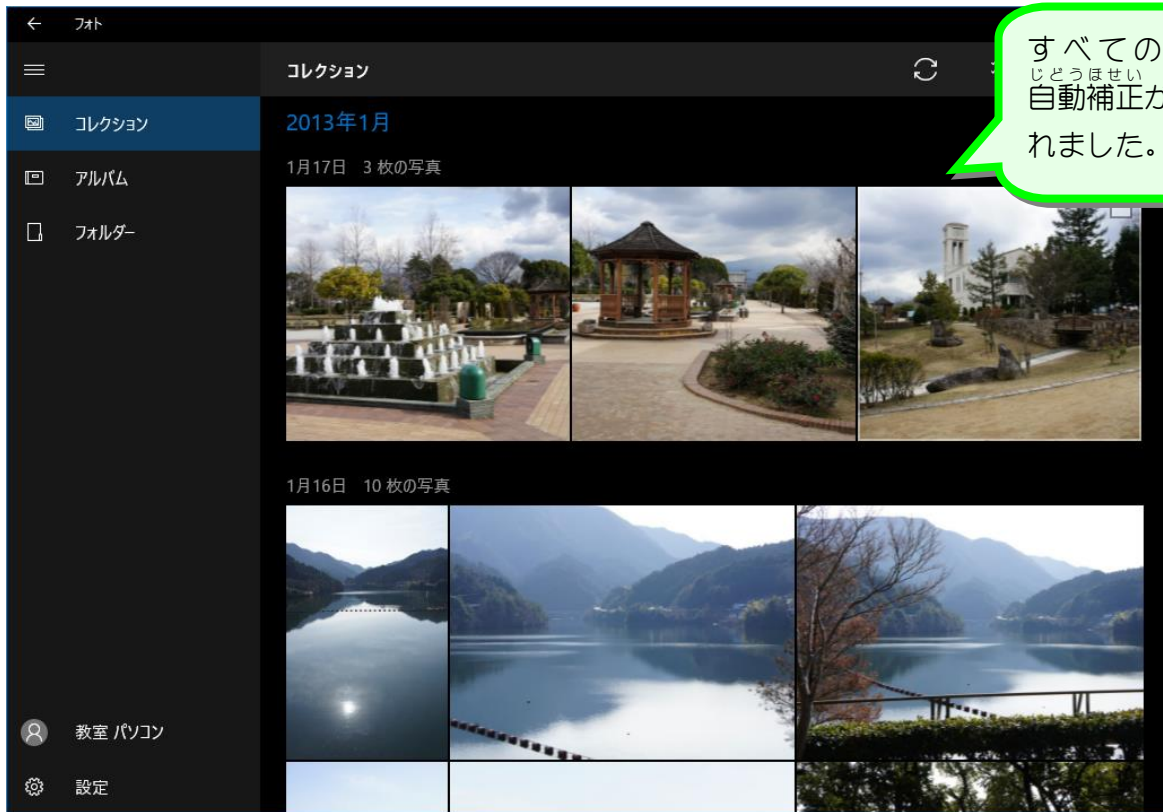 フォト
コレクション
すべての
じどうほせい
自動補正が
れました。
コレクション
アルバム
フォルダー
2013年1月
1月17日 3 枚の写真
1月16日 10 枚の写真
教室 パソコン
設定